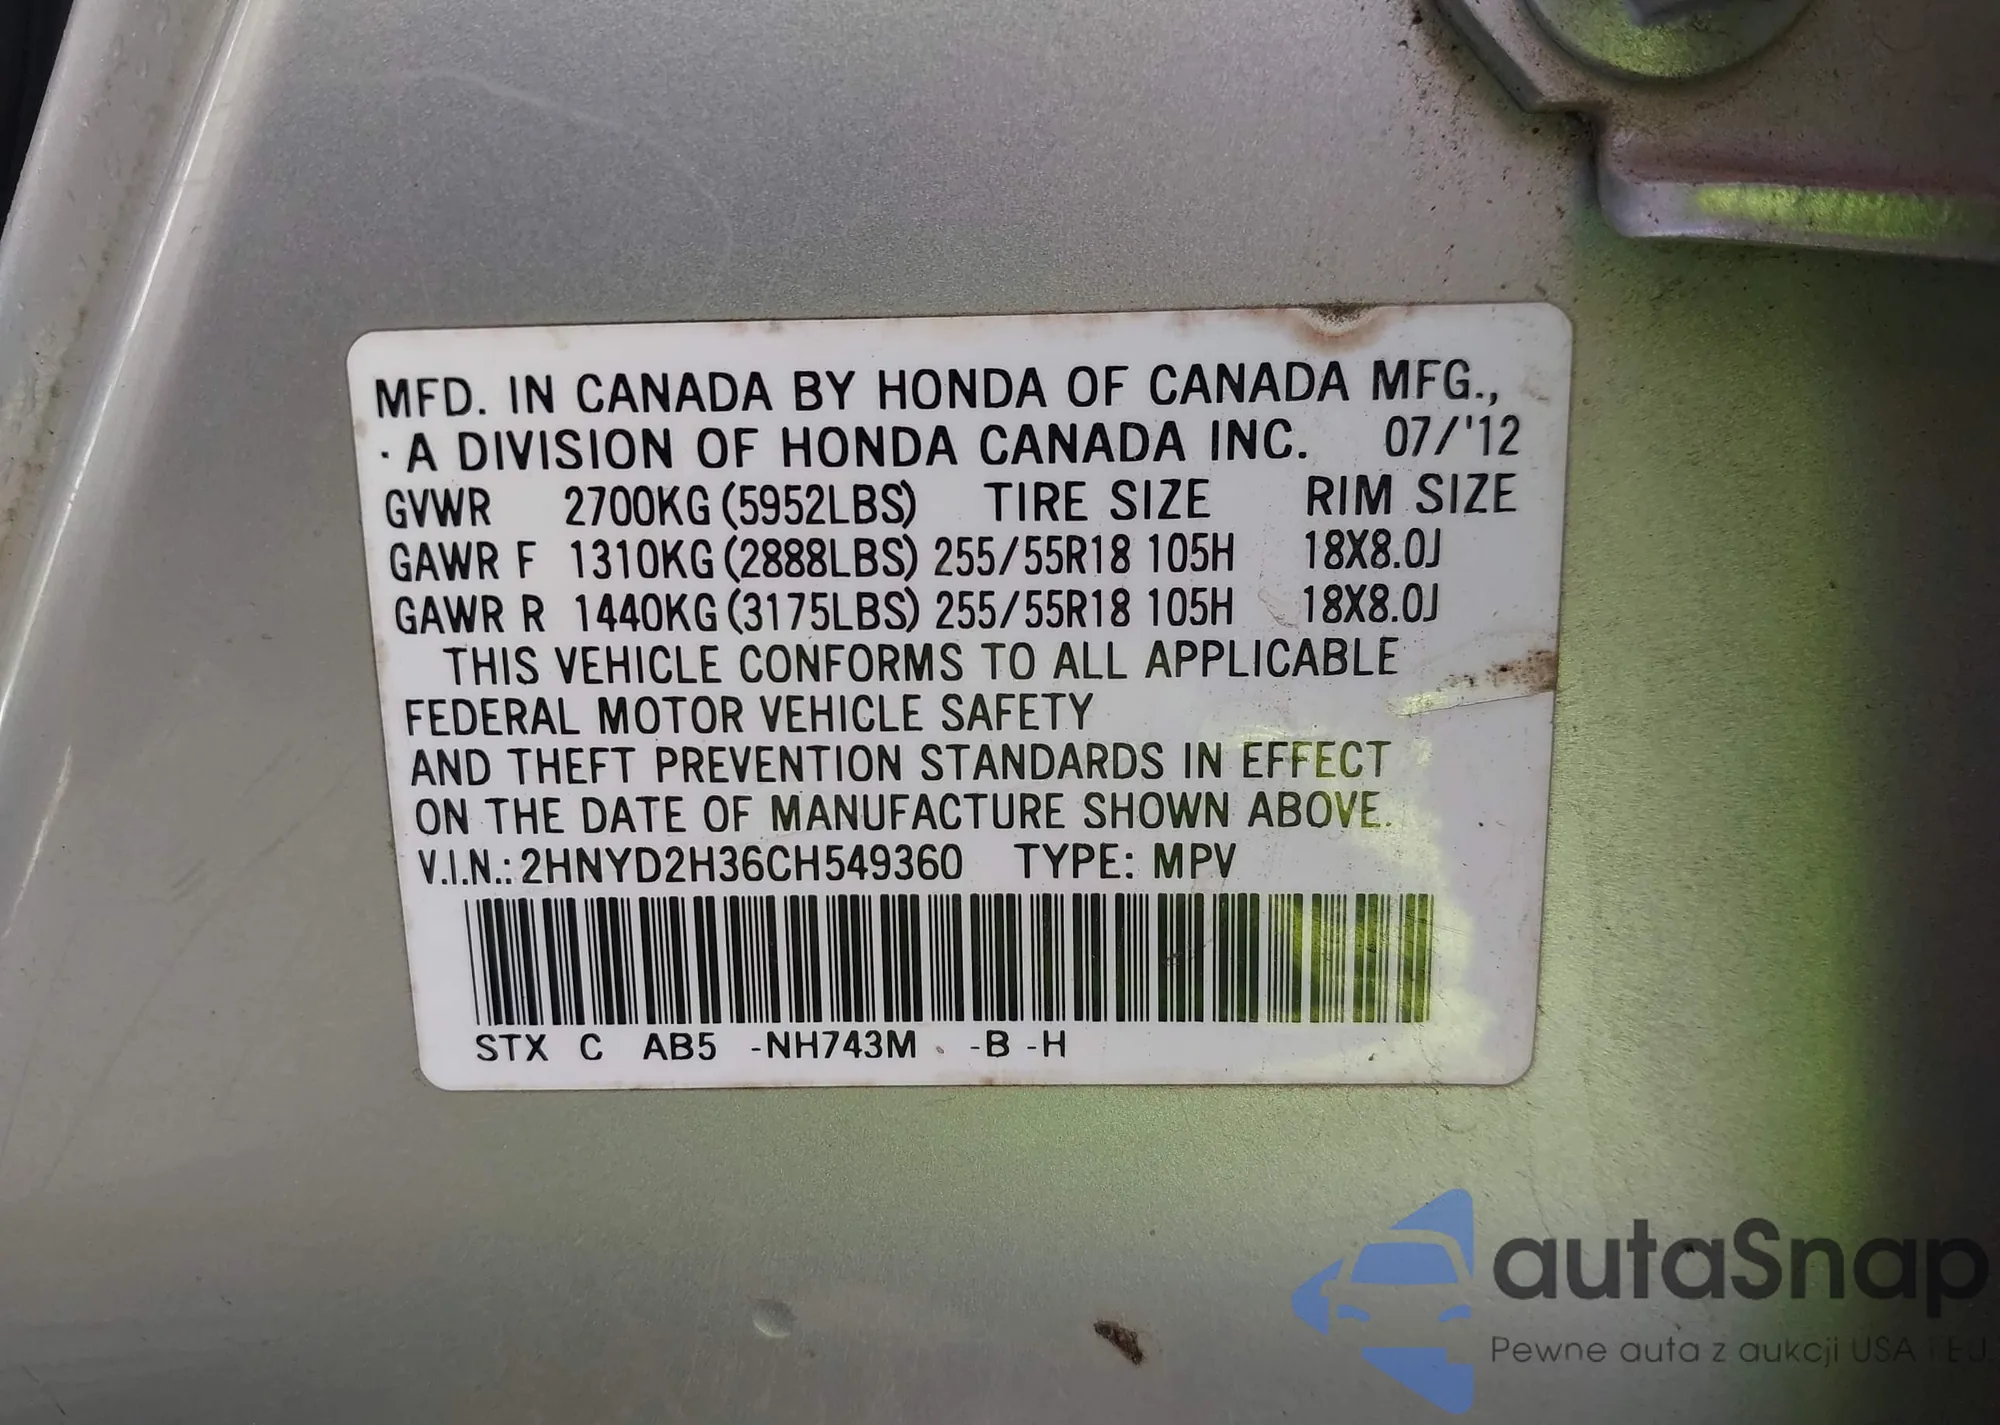 MFD. IN CANADA BY HONDA OF CANADA MFG.,
· A DIVISION OF HONDA CANADA INC. 07/'12
GVWR 2700KG (5952LBS) TIRE SIZE RIM SIZE
GAWR F 1310KG (2888LBS) 255/55R18 105H 18X8.0J
GAWR R 1440KG (3175LBS) 255/55R18 105H 18X8.0J
THIS VEHICLE CONFORMS TO ALL APPLICABLE
FEDERAL MOTOR VEHICLE SAFETY
AND THEFT PREVENTION STANDARDS IN EFFECT
ON THE DATE OF MANUFACTURE SHOWN ABOVE.
V.I.N.: 2HNYD2H36CH549360 TYPE: MPV
STX C AB5 -NH743M -B -H
autaSnap
Pewne auta z aukcji USA i EU